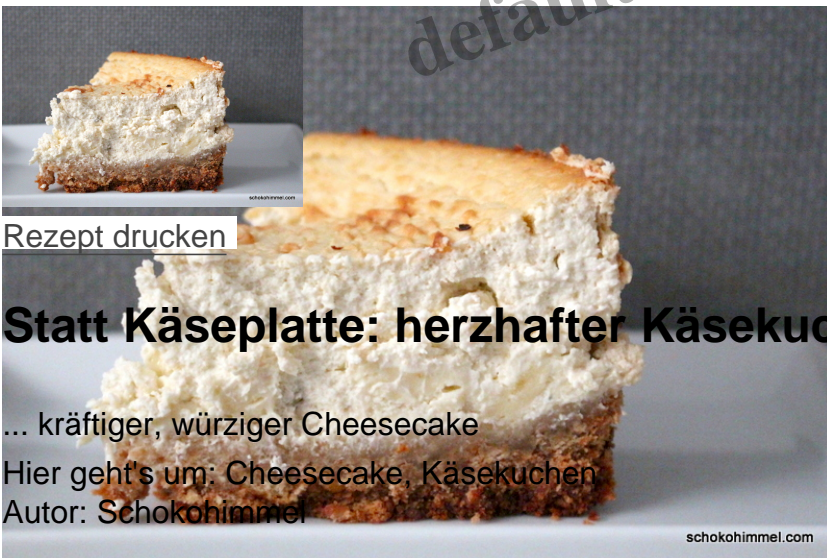 default
schokohimmel.com
Rezept drucken
Statt Käseplatte: herzhafter Käsekuc
... kräftiger, würziger Cheesecake
Hier geht's um: Cheesecake, Käsekuchen
Autor: Schokohimmel
schokohimmel.com